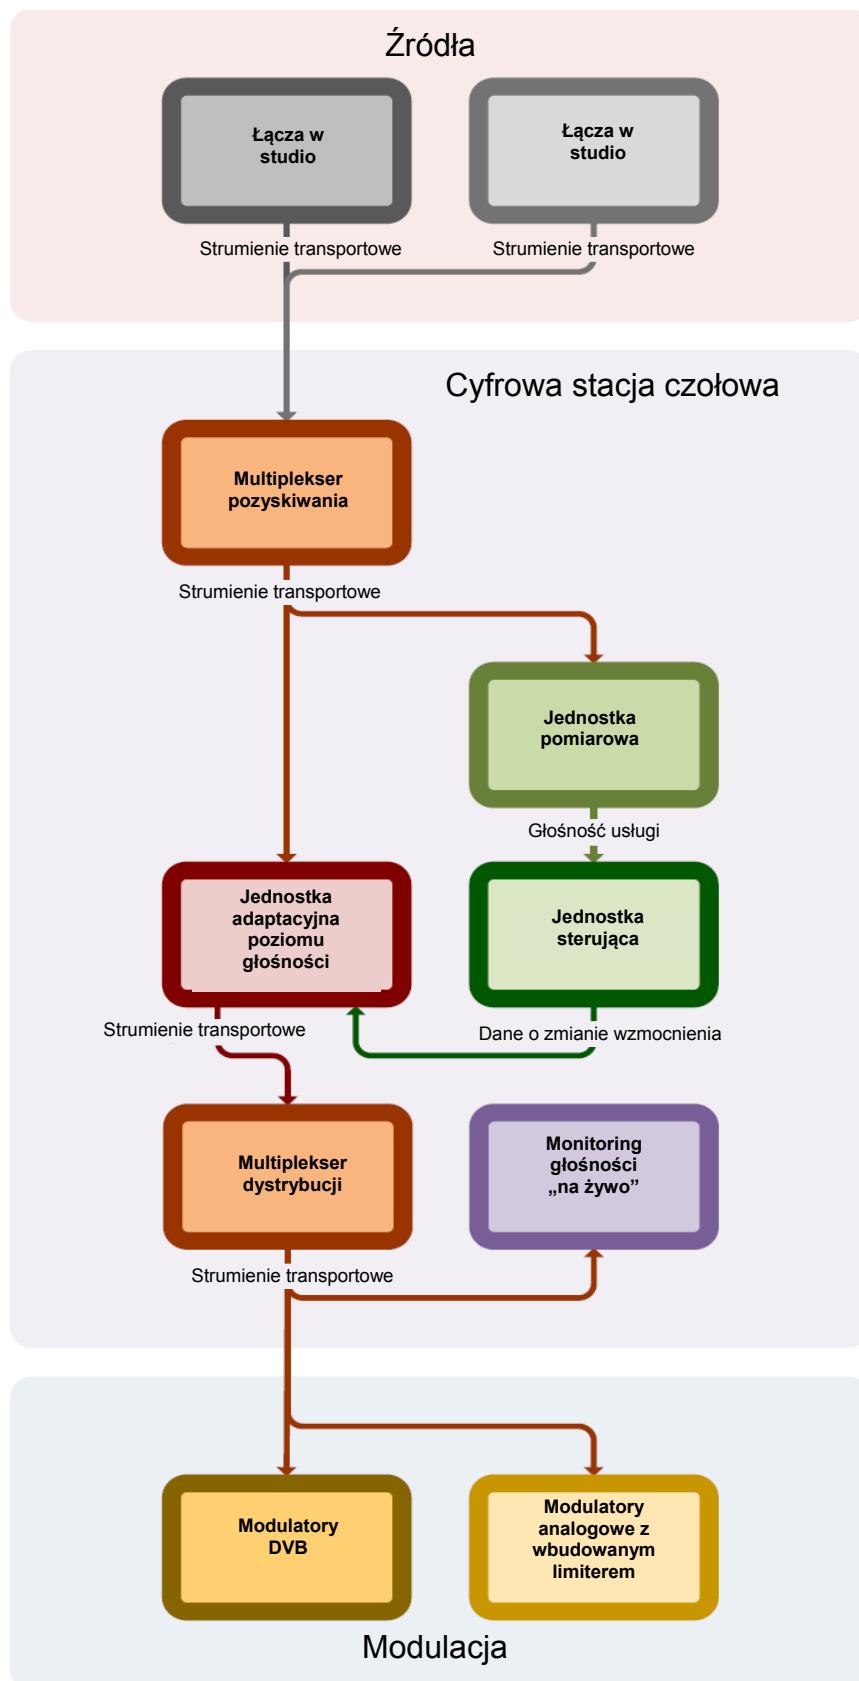 Źródła
Łącza w
studio
Łącza w
studio
Strumienie transportowe
Strumienie transportowe
Cyfrowa stacja czołowa
Multiplekser
pozyskiwania
Strumienie transportowe
Jednostka
pomiarowa
Głośność usługi
Jednostka
adaptacyjna
poziomu
głośności
Jednostka
sterująca
Strumienie transportowe
Dane o zmianie wzmocnienia
Multiplekser
dystrybucji
Monitoring
głośności
„na żywo”
Strumienie transportowe
Modulatory
DVB
Modulatory
analogowe z
wbudowanym
limiterem
Modulacja